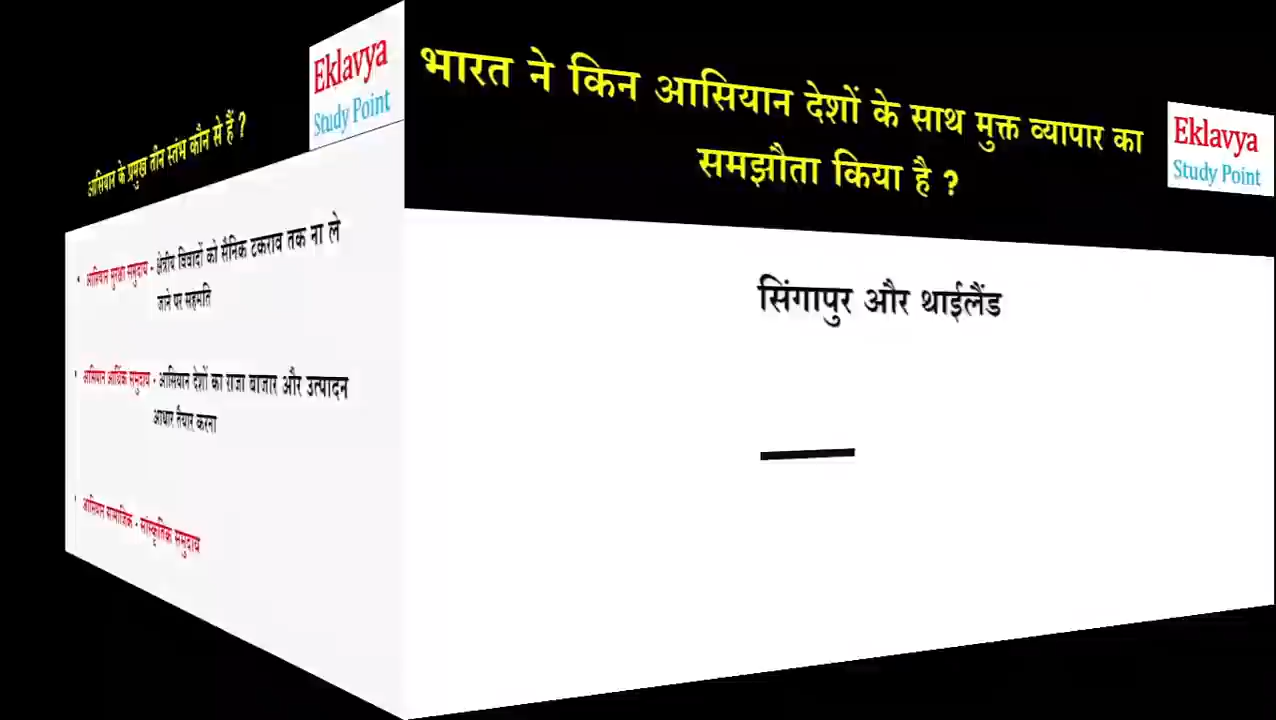 आसियान के प्रमुख तीन स्तंभ कौन से हैं ?
Eklavya
Study Point
• आसियान सुरक्षा समुदाय - क्षेत्रीय विवादों को सैनिक टकराव तक ना ले
जाने पर सहमति
• आसियान आर्थिक समुदाय - आसियान देशों का राजा बाजार और उत्पादन
आधार तैयार करना
• आसियान सामाजिक - सांस्कृतिक समुदाय
भारत ने किन आसियान देशों के साथ मुक्त व्यापार का
समझौता किया है ?
Eklavya
Study Point
सिंगापुर और थाईलैंड